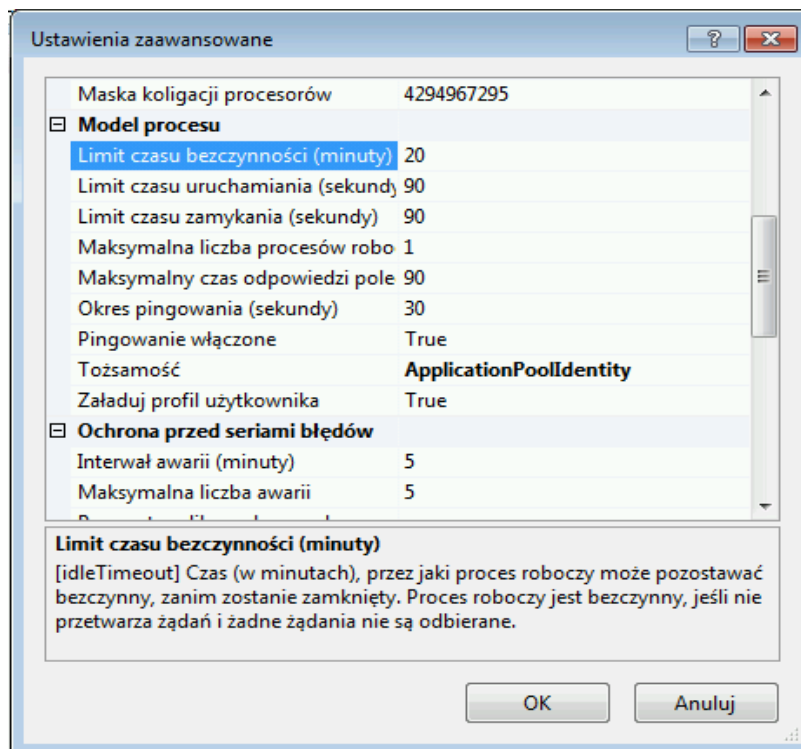 Ustawienia zaawansowane
Maska koligacji procesorów 4294967295
Model procesu
Limit czasu bezczynności (minuty) 20
Limit czasu uruchamiania (sekundy 90
Limit czasu zamykania (sekundy) 90
Maksymalna liczba procesów robo 1
Maksymalny czas odpowiedzi pole 90
Okres pingowania (sekundy) 30
Pingowanie włączone True
Tożsamość ApplicationPoolIdentity
Załaduj profil użytkownika True
Ochrona przed seriami błędów
Interwał awarii (minuty) 5
Maksymalna liczba awarii 5
Limit czasu bezczynności (minuty)
[idleTimeout] Czas (w minutach), przez jaki proces roboczy może pozostawać
bezczynny, zanim zostanie zamknięty. Proces roboczy jest bezczynny, jeśli nie
przetwarza żądań i żadne żądania nie są odbierane.
OK Anuluj